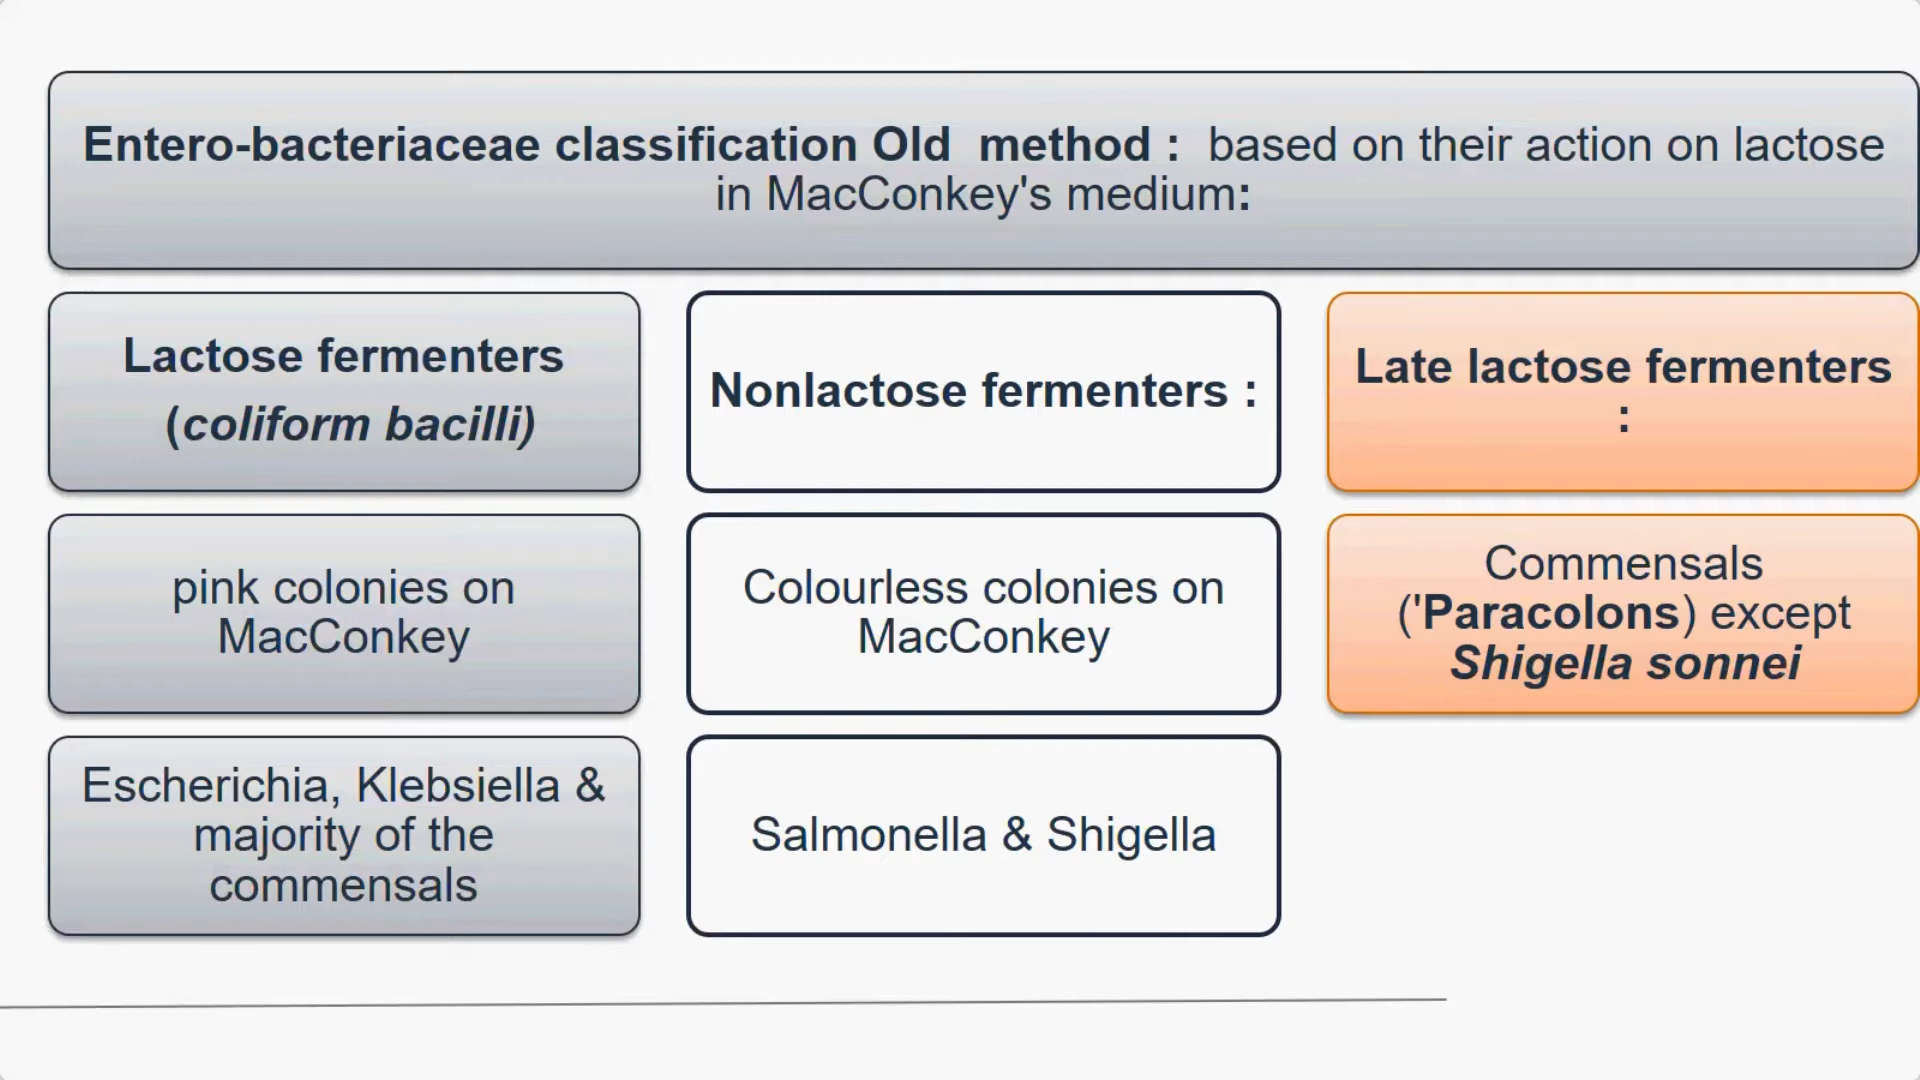 Entero-bacteriaceae classification Old  method :  based on their action on lactose
in MacConkey's medium:
Lactose fermenters
(coliform bacilli)
Nonlactose fermenters :
Late lactose fermenters
:
pink colonies on
MacConkey
Colourless colonies on
MacConkey
Commensals
('Paracolons) except
Shigella sonnei
Escherichia, Klebsiella &
majority of the
commensals
Salmonella & Shigella